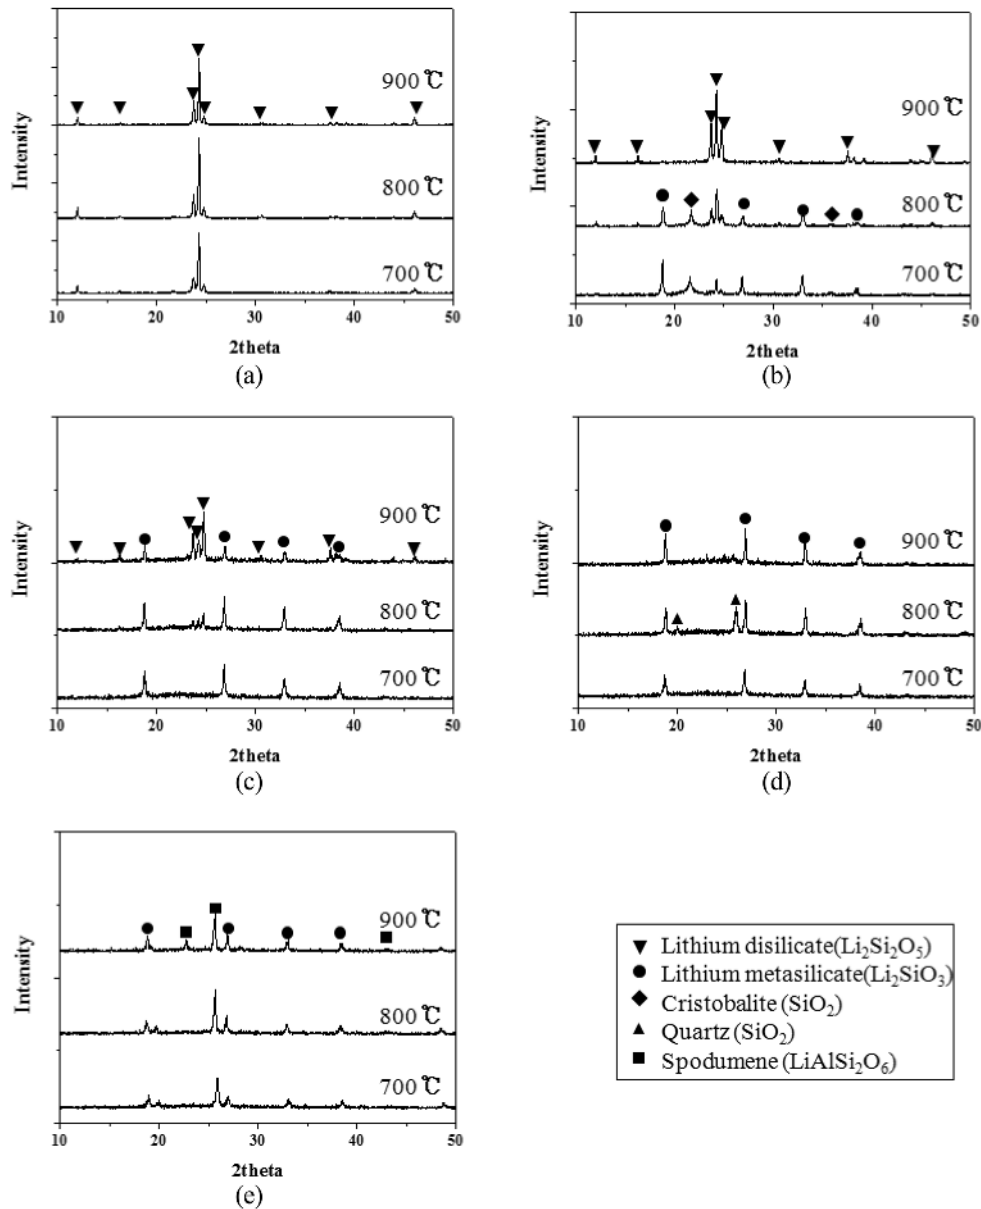 Intensity
900 ℃
800 ℃
700 ℃
10 20 30 40 50
2theta
(a)
Intensity
900 ℃
800 ℃
700 ℃
10 20 30 40 50
2theta
(b)
Intensity
900 ℃
800 ℃
700 ℃
10 20 30 40 50
2theta
(c)
Intensity
900 ℃
800 ℃
700 ℃
10 20 30 40 50
2theta
(d)
Intensity
900 ℃
800 ℃
700 ℃
10 20 30 40 50
2theta
(e)
▼ Lithium disilicate(Li₂Si₂O₅)
● Lithium metasilicate(Li₂SiO₃)
◆ Cristobalite (SiO₂)
▲ Quartz (SiO₂)
■ Spodumene (LiAlSi₂O₆)